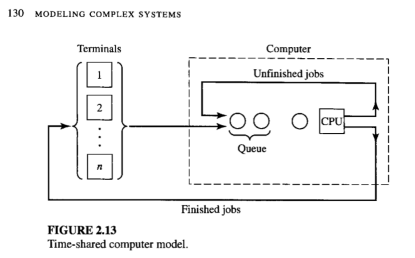 130 MODELING COMPLEX SYSTEMS
Terminals
Computer
Unfinished jobs
1
2
n
CPU
Queue
Finished jobs
FIGURE 2.13
Time-shared computer model.